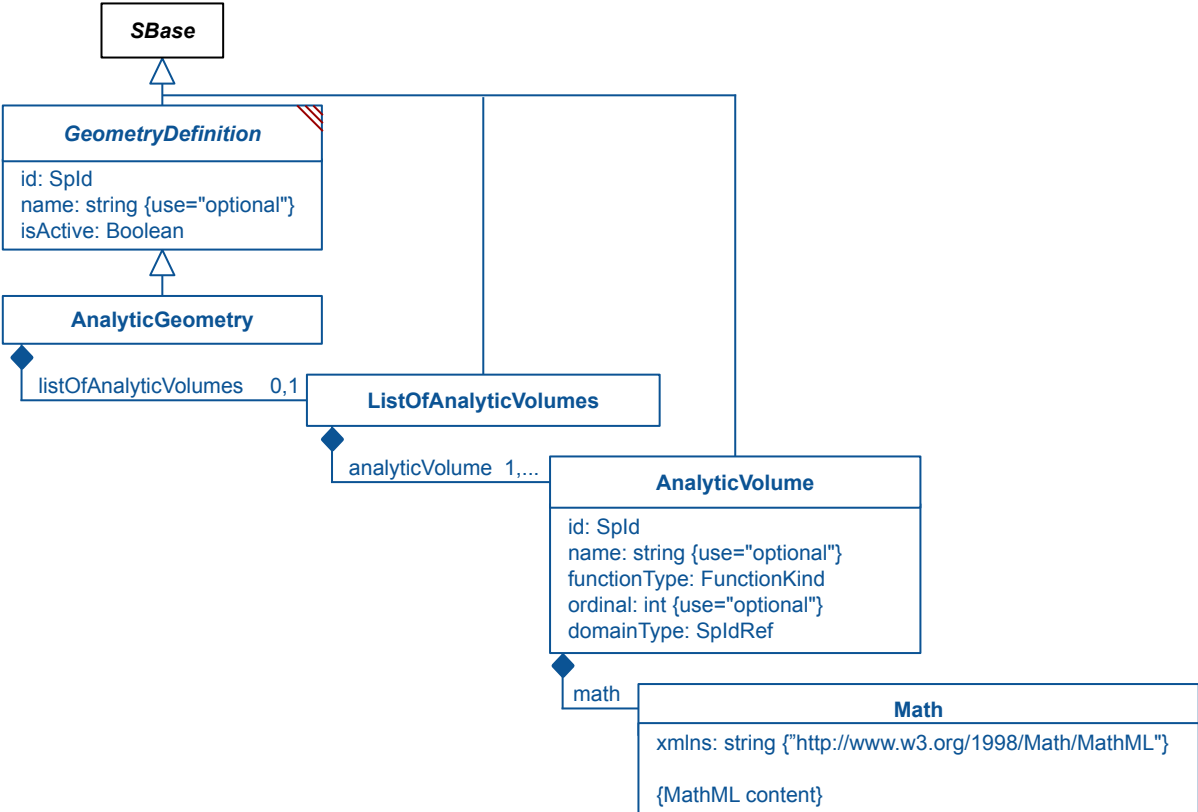 SBase
GeometryDefinition
id: SpId
name: string {use="optional"}
isActive: Boolean
AnalyticGeometry
listOfAnalyticVolumes 0,1
ListOfAnalyticVolumes
analyticVolume 1,...
AnalyticVolume
id: SpId
name: string {use="optional"}
functionType: FunctionKind
ordinal: int {use="optional"}
domainType: SpIdRef
math
Math
xmlns: string {”http://www.w3.org/1998/Math/MathML"}
{MathML content}